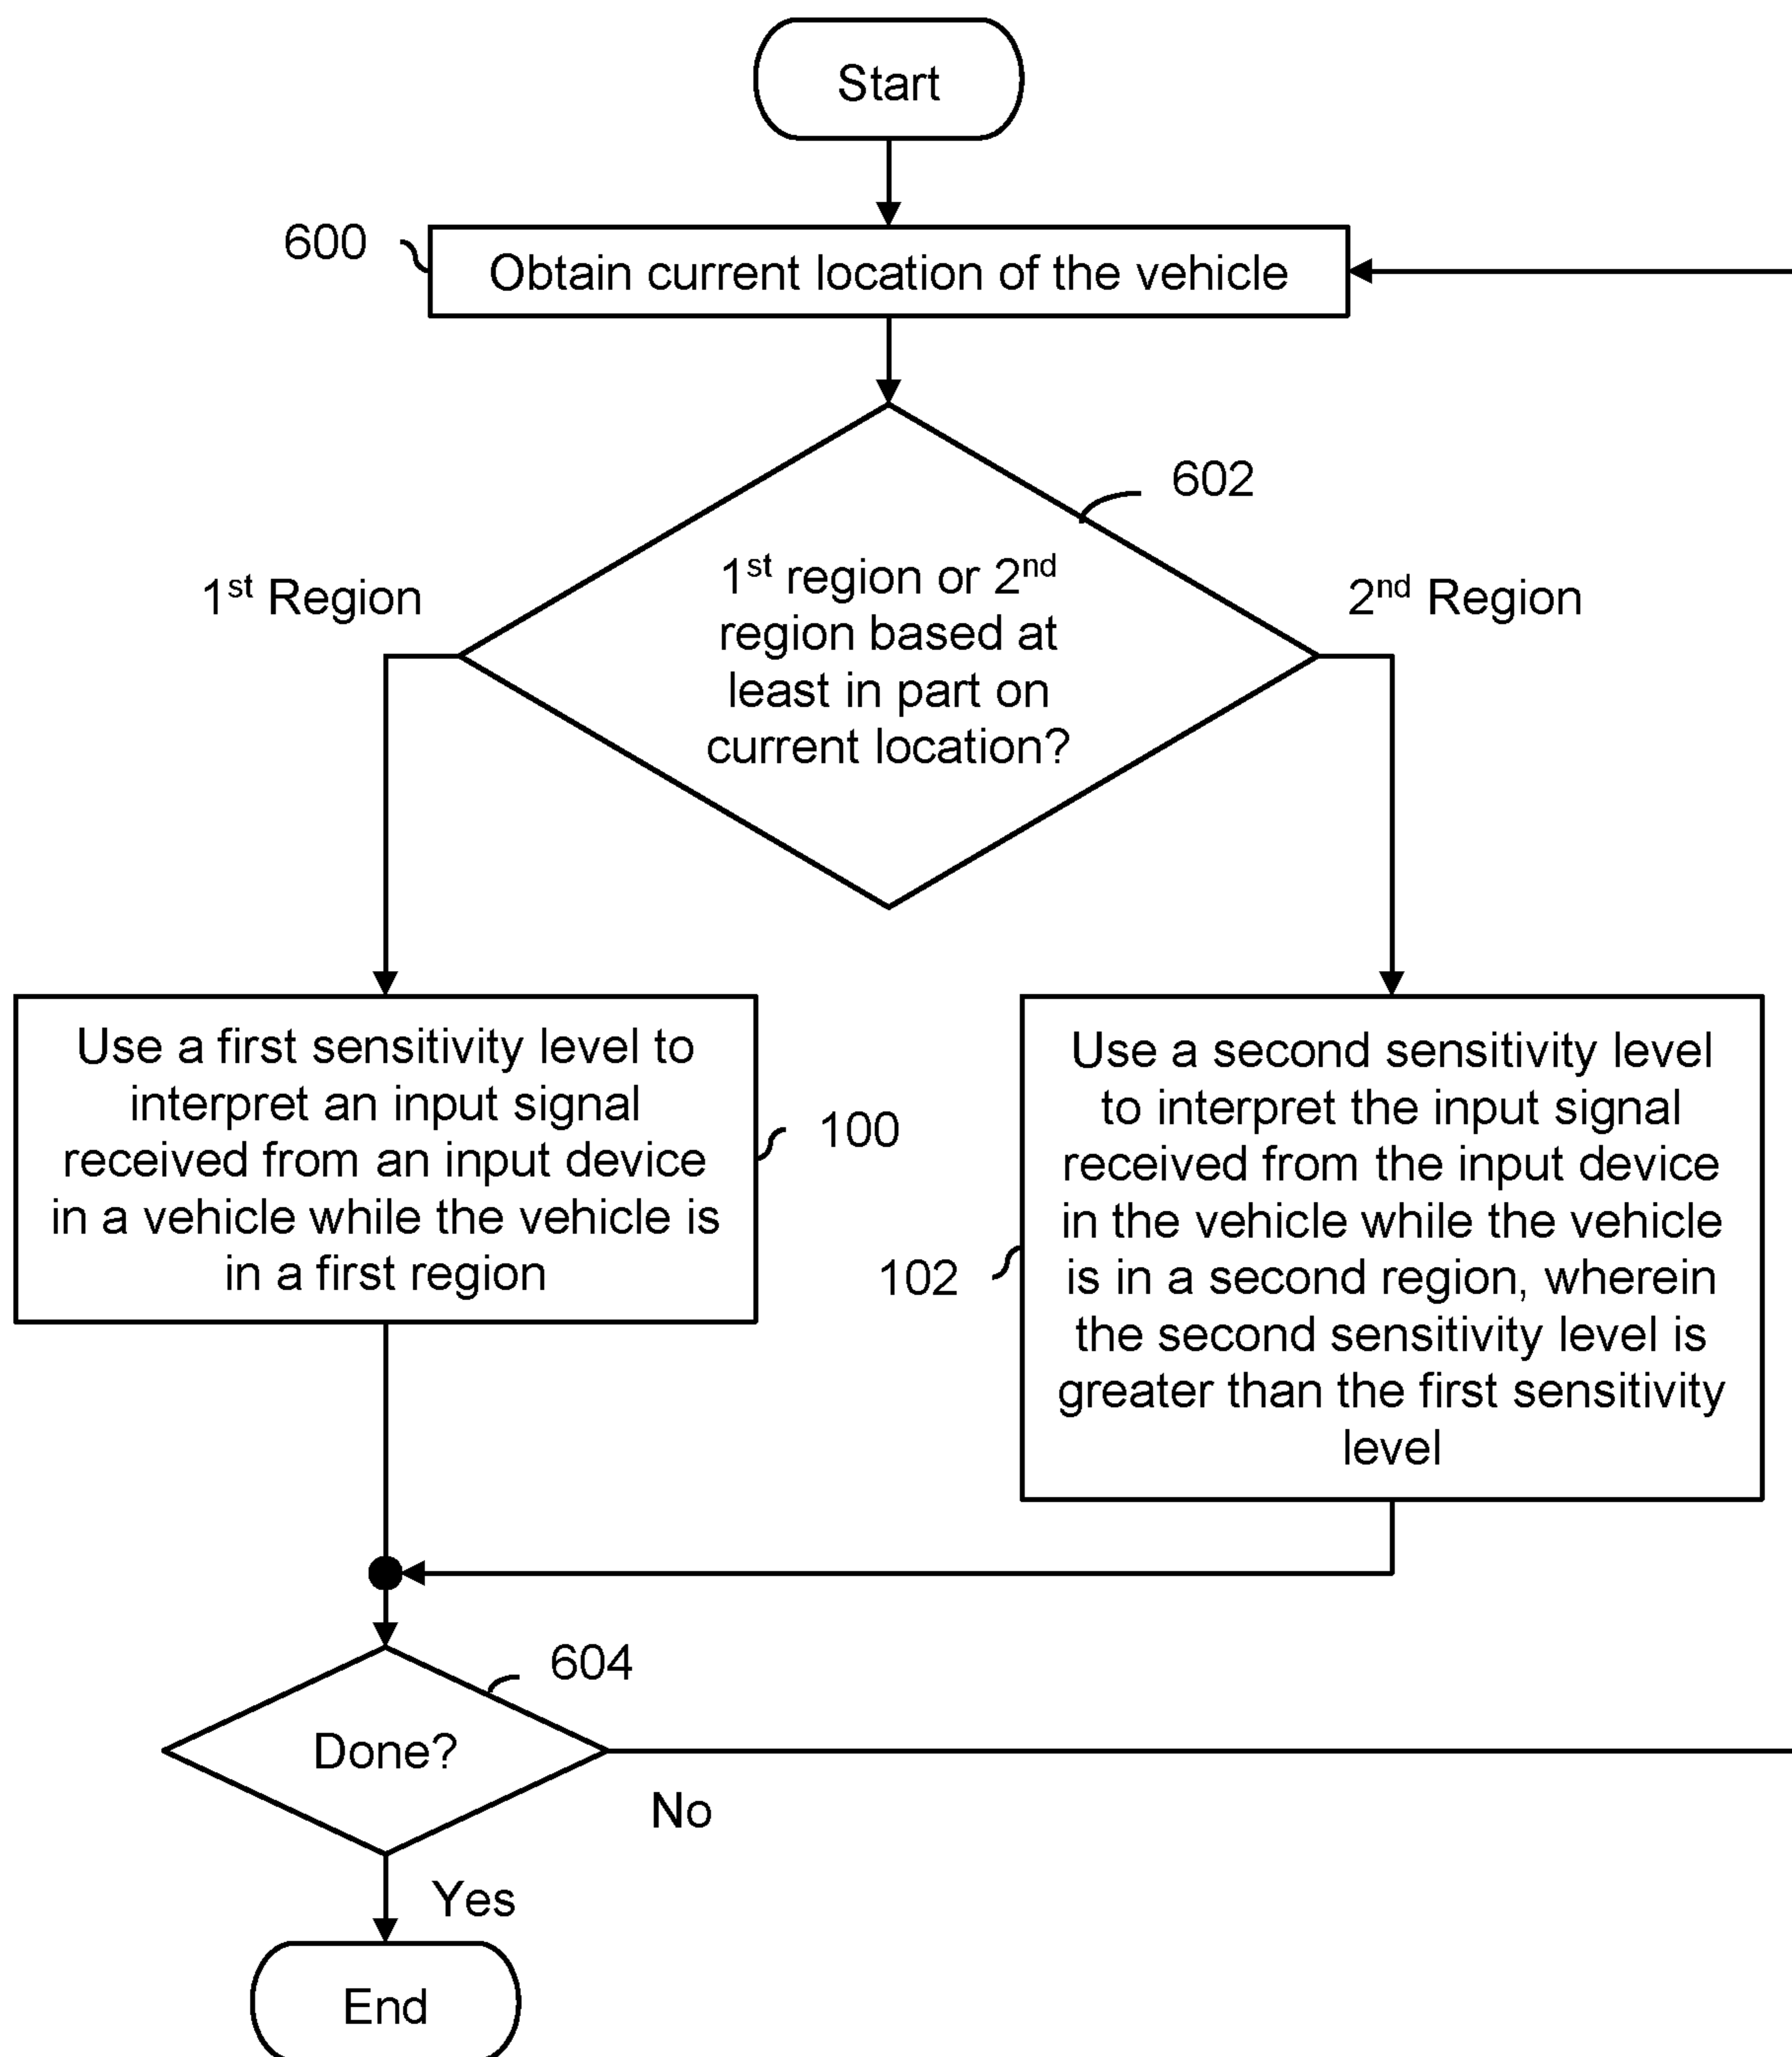 Start
600
Obtain current location of the vehicle
602
1st region or 2nd
region based at
least in part on
current location?
1st Region
2nd Region
Use a first sensitivity level to
interpret an input signal
received from an input device
in a vehicle while the vehicle is
in a first region
100
Use a second sensitivity level
to interpret the input signal
received from the input device
in the vehicle while the vehicle
is in a second region, wherein
the second sensitivity level is
greater than the first sensitivity
level
102
604
Done?
No
Yes
End